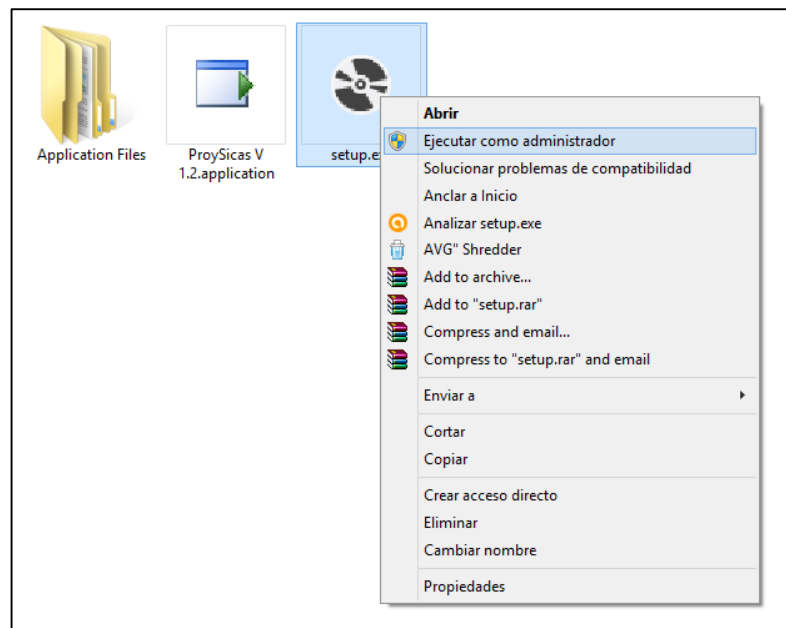 Application Files
ProySicas V
1.2.application
setup.e
Abrir
Ejecutar como administrador
Solucionar problemas de compatibilidad
Anclar a Inicio
Analizar setup.exe
AVG" Shredder
Add to archive...
Add to "setup.rar"
Compress and email...
Compress to "setup.rar" and email
Enviar a
Cortar
Copiar
Crear acceso directo
Eliminar
Cambiar nombre
Propiedades